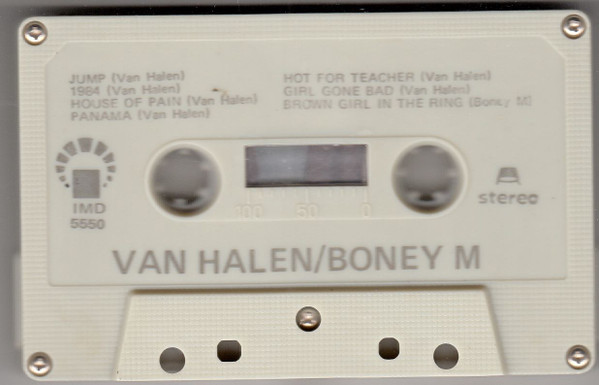 JUMP (Van Halen)
1984 (Van Halen)
HOUSE OF PAIN (Van Halen)
PANAMA (Van Halen)
HOT FOR TEACHER (Van Halen)
GIRL GONE BAD (Van Halen)
BROWN GIRL IN THE RING (Boney M)
IMD
5550
100 50 0
A
stereo
VAN HALEN/BONEY M